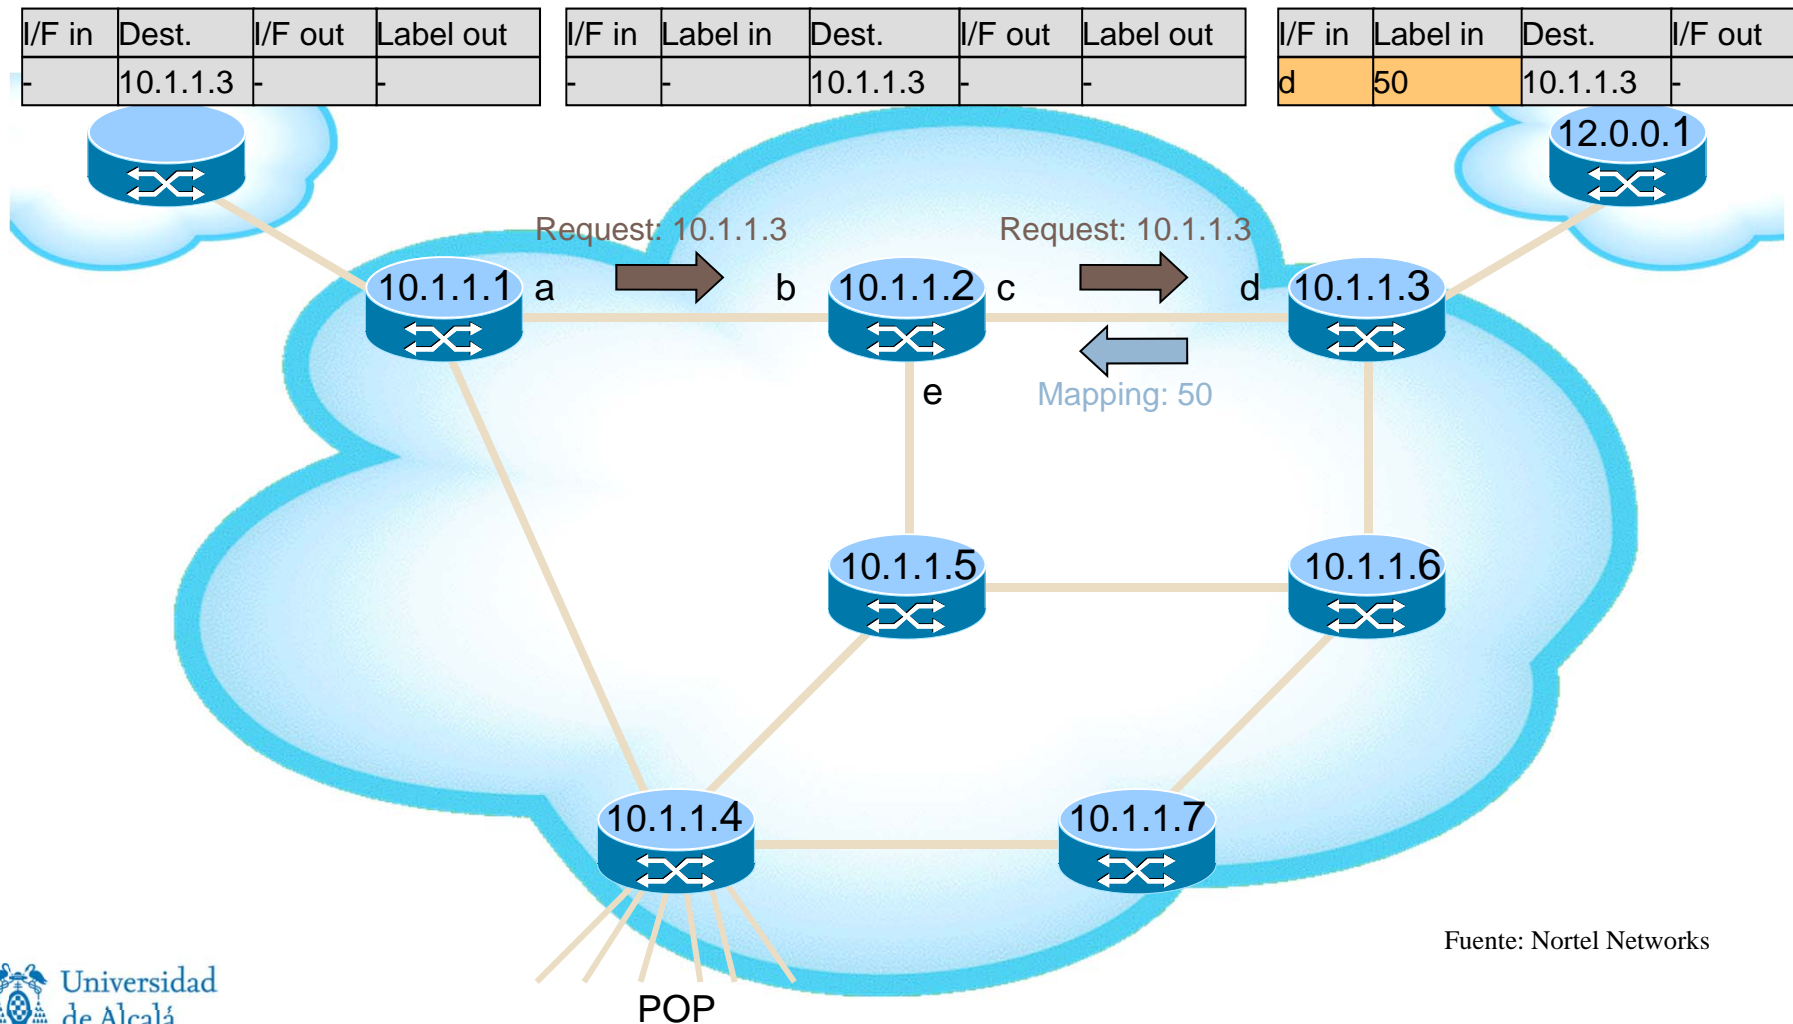 I/F in Dest. I/F out Label out
- 10.1.1.3 - -
I/F in Label in Dest. I/F out Label out
- - 10.1.1.3 - -
I/F in Label in Dest. I/F out
d 50 10.1.1.3 -
12.0.0.1
Request: 10.1.1.3
Request: 10.1.1.3
10.1.1.1 a b 10.1.1.2 c d 10.1.1.3
e
Mapping: 50
10.1.1.5
10.1.1.6
10.1.1.4
10.1.1.7
Fuente: Nortel Networks
Universidad
de Alcalá
POP